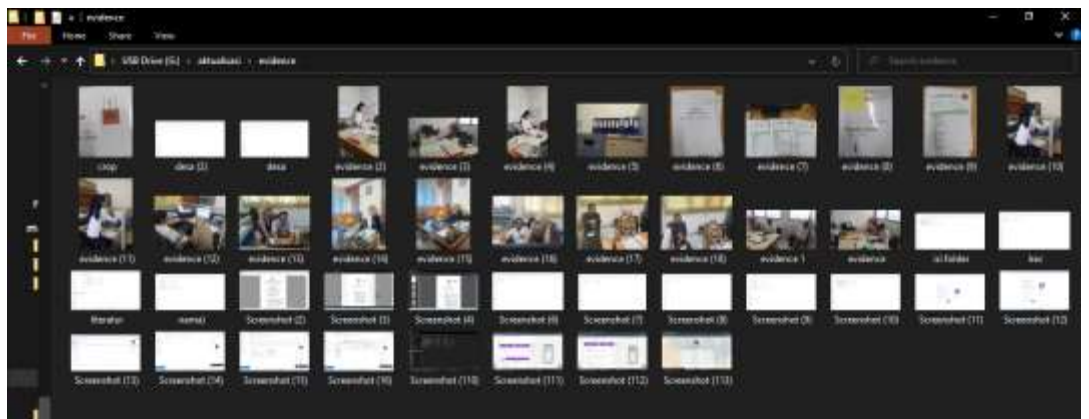 evidence
File Home Share View
USB Drive (G:) › aktualisasi › evidence
Search evidence
crop desa (2) desa evidence (2) evidence (3) evidence (4) evidence (5) evidence (6) evidence (7) evidence (8) evidence (9) evidence (10)
evidence (11) evidence (12) evidence (13) evidence (14) evidence (15) evidence (16) evidence (17) evidence (18) evidence 1 evidence isi folder kec
literatur Screenshot (2) Screenshot (3) Screenshot (4) Screenshot (6) Screenshot (7) Screenshot (8) Screenshot (9) Screenshot (10) Screenshot (11) Screenshot (12)
Screenshot (13) Screenshot (14) Screenshot (15) Screenshot (16) Screenshot (110) Screenshot (111) Screenshot (112) Screenshot (113)